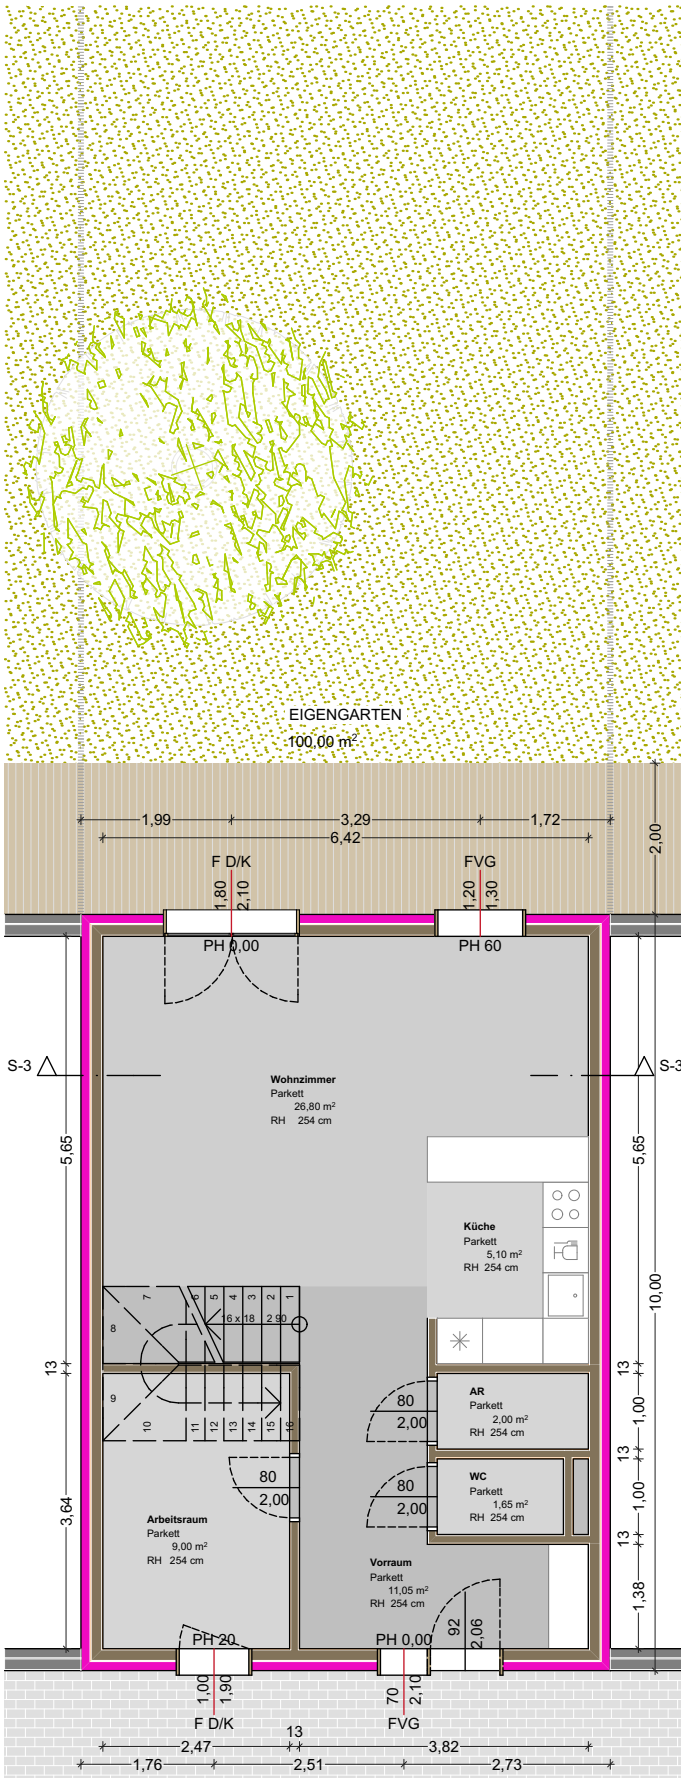 EIGENGARTEN
100,00 m²
1,99
3,29
1,72
6,42
2,00
F D/K
1,80
2,10
FVG
1,20
1,30
PH 0,00
PH 60
S-3
S-3
Wohnzimmer
Parkett
26,80 m²
RH 254 cm
5,65
5,65
Küche
Parkett
5,10 m²
RH 254 cm
10,00
7
6
5
4
3
2
1
8
16 x 18
2 90
13
13
9
10
11
12
13
14
15
16
80
2,00
AR
Parkett
2,00 m²
RH 254 cm
1,00
13
80
2,00
80
2,00
WC
Parkett
1,65 m²
RH 254 cm
1,00
3,64
Arbeitsraum
Parkett
9,00 m²
RH 254 cm
13
Vorraum
Parkett
11,05 m²
RH 254 cm
1,38
92
2,06
PH 20
PH 0,00
1,00
1,90
70
2,10
F D/K
FVG
13
2,47
3,82
1,76
2,51
2,73